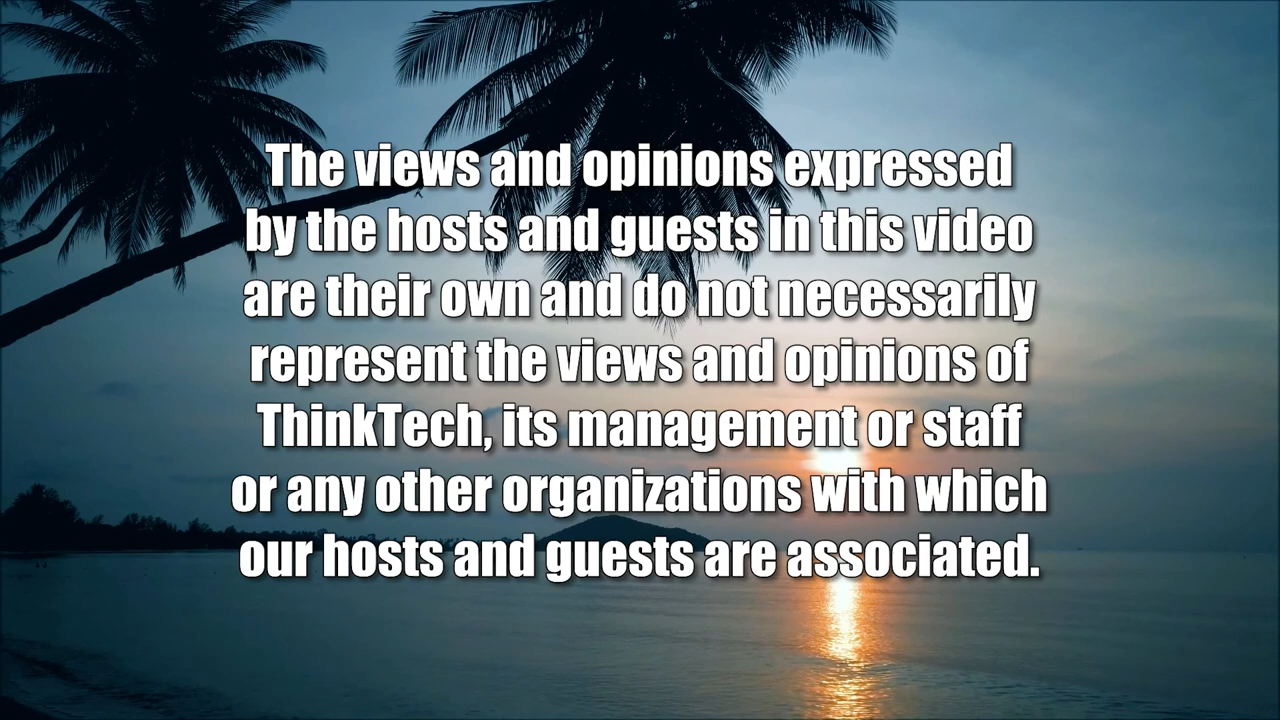 The views and opinions expressed
by the hosts and guests in this video
are their own and do not necessarily
represent the views and opinions of
ThinkTech, its management or staff
or any other organizations with which
our hosts and guests are associated.